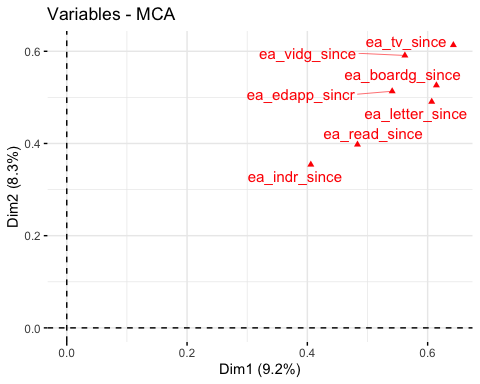 Variables - MCA
0.6
ea_tv_since
ea_vidg_since
ea_boardg_since
ea_edapp_sincr
ea_letter_since
0.4
ea_read_since
ea_indr_since
0.2
0.0
0.0 0.2 0.4 0.6
Dim1 (9.2%)
Dim2 (8.3%)